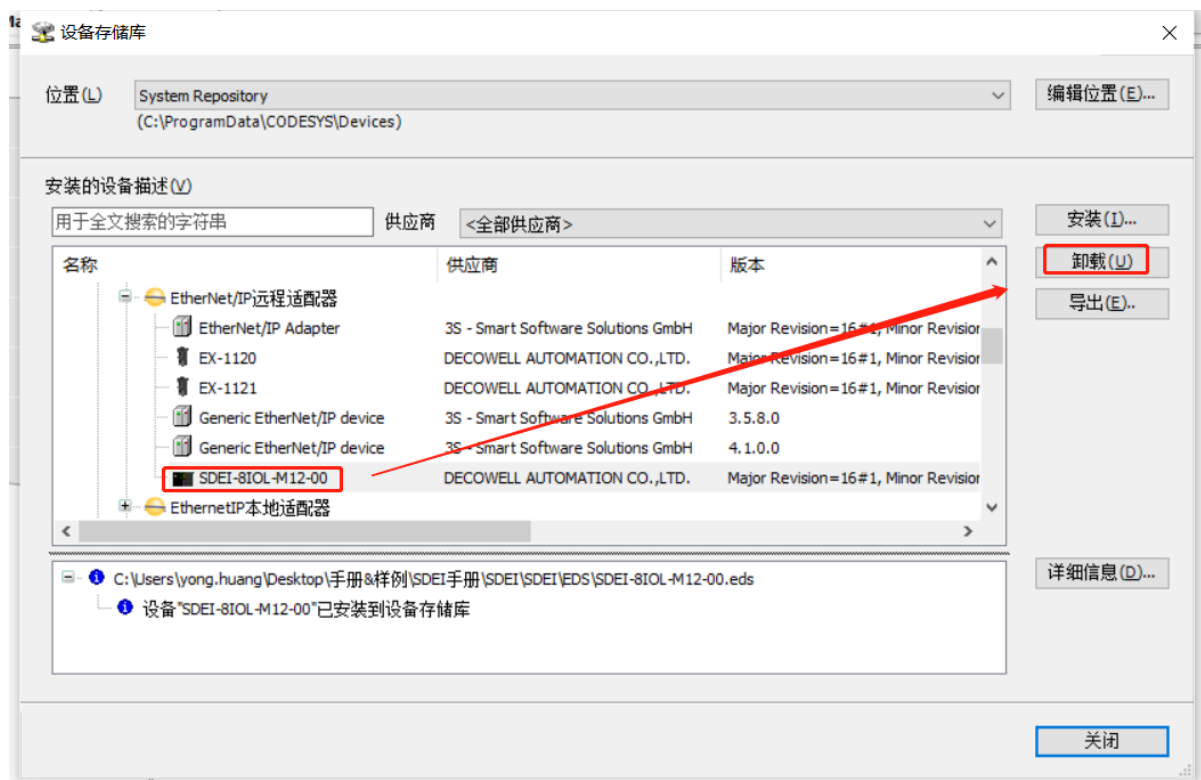 设备存储库
位置(L) System Repository 编辑位置(E)...
(C:\ProgramData\CODESYS\Devices)
安装的设备描述(V)
用于全文搜索的字符串 供应商 <全部供应商> 安装(I)...
名称 供应商 版本 卸载(U)
EtherNet/IP远程适配器 导出(E)..
EtherNet/IP Adapter 3S - Smart Software Solutions GmbH Major Revision=16#1, Minor Revision
EX-1120 DECOWELL AUTOMATION CO.,LTD. Major Revision=16#1, Minor Revision
EX-1121 DECOWELL AUTOMATION CO.,LTD. Major Revision=16#1, Minor Revision
Generic EtherNet/IP device 3S - Smart Software Solutions GmbH 3.5.8.0
Generic EtherNet/IP device 3S - Smart Software Solutions GmbH 4.1.0.0
SDEI-8IOL-M12-00 DECOWELL AUTOMATION CO.,LTD. Major Revision=16#1, Minor Revision
EthernetIP本地适配器
C:\Users\yong.huang\Desktop\手册&样例\SDEI手册\SDEI\SDEI\EDS\SDEI-8IOL-M12-00.eds 详细信息(D)...
设备"SDEI-8IOL-M12-00"已安装到设备存储库
关闭